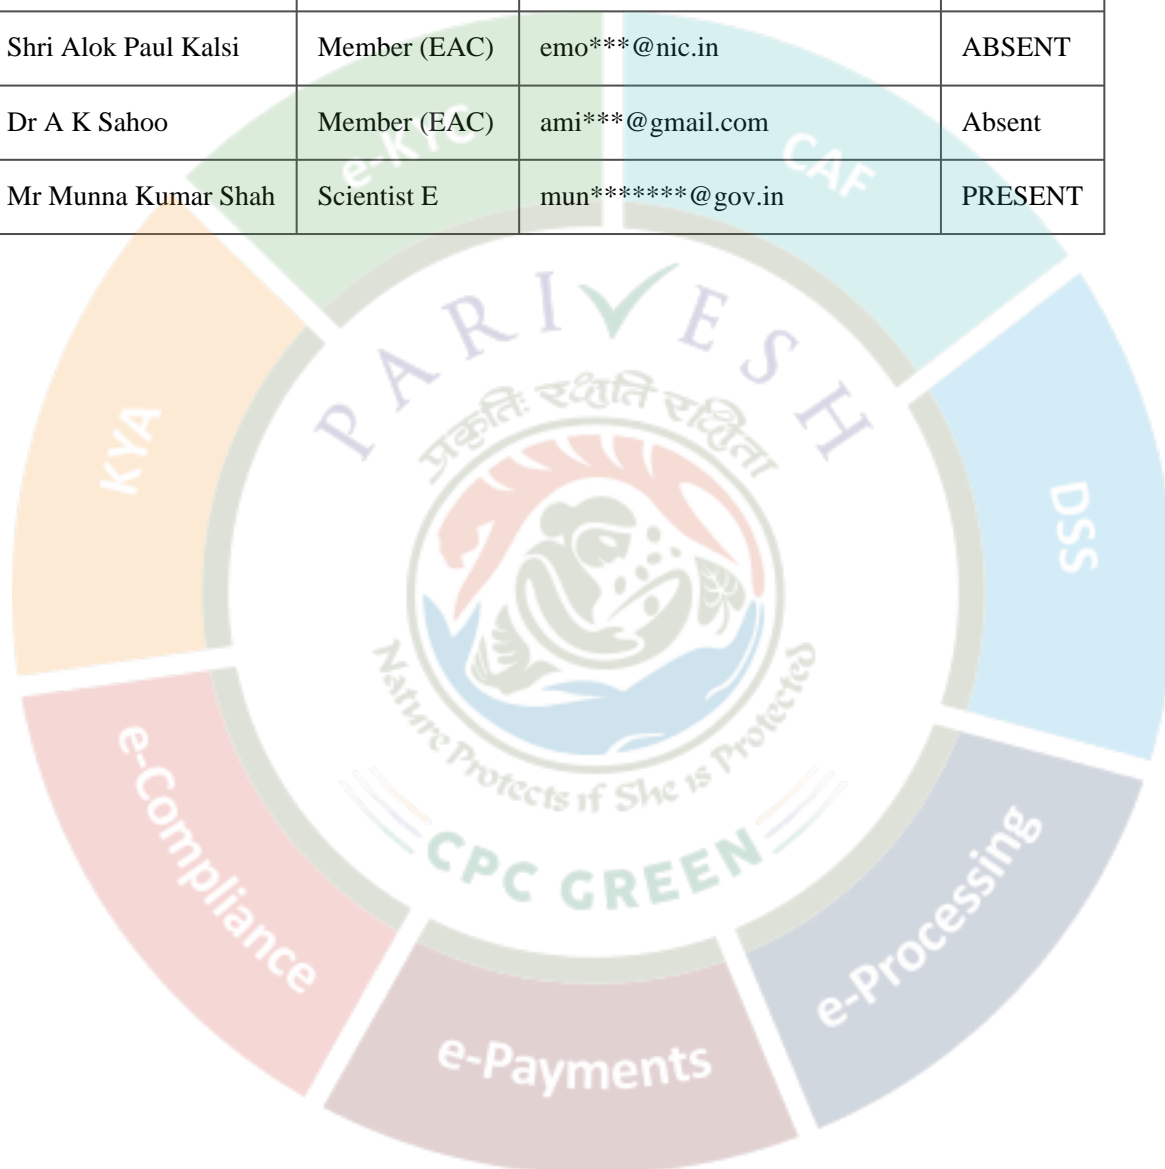 Shri Alok Paul Kalsi Member (EAC) emo***@nic.in ABSENT
Dr A K Sahoo Member (EAC) ami***@gmail.com Absent
Mr Munna Kumar Shah Scientist E mun*******@gov.in PRESENT
e-KYC
CAF
KYA
DSS
PARIVESH
प्रकृतिः रक्षति रक्षिता
Nature Protects if She is Protected
CPC GREEN
e-Compliance
e-Processing
e-Payments